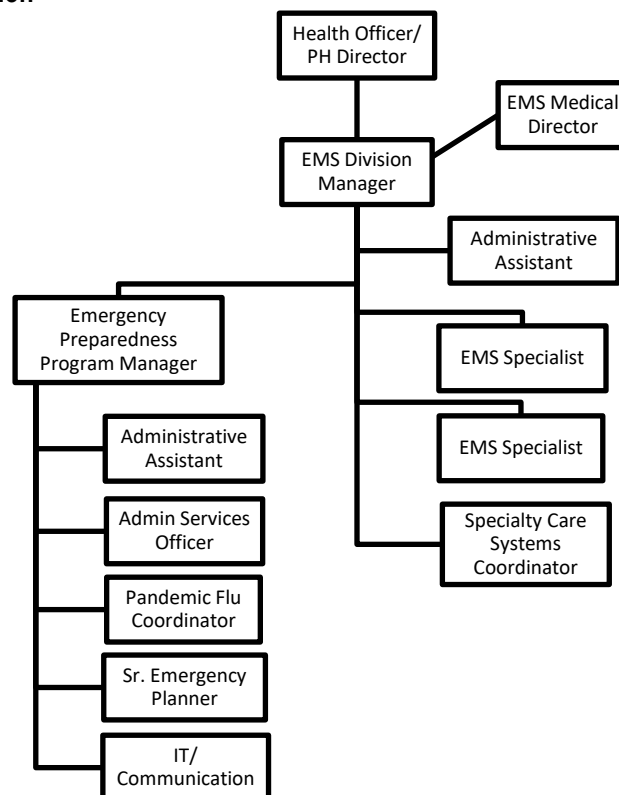 Health Officer/
PH Director
EMS Medical
Director
EMS Division
Manager
Administrative
Assistant
Emergency
Preparedness
Program Manager
EMS Specialist
Administrative
Assistant
EMS Specialist
Admin Services
Officer
Specialty Care
Systems
Coordinator
Pandemic Flu
Coordinator
Sr. Emergency
Planner
IT/
Communication